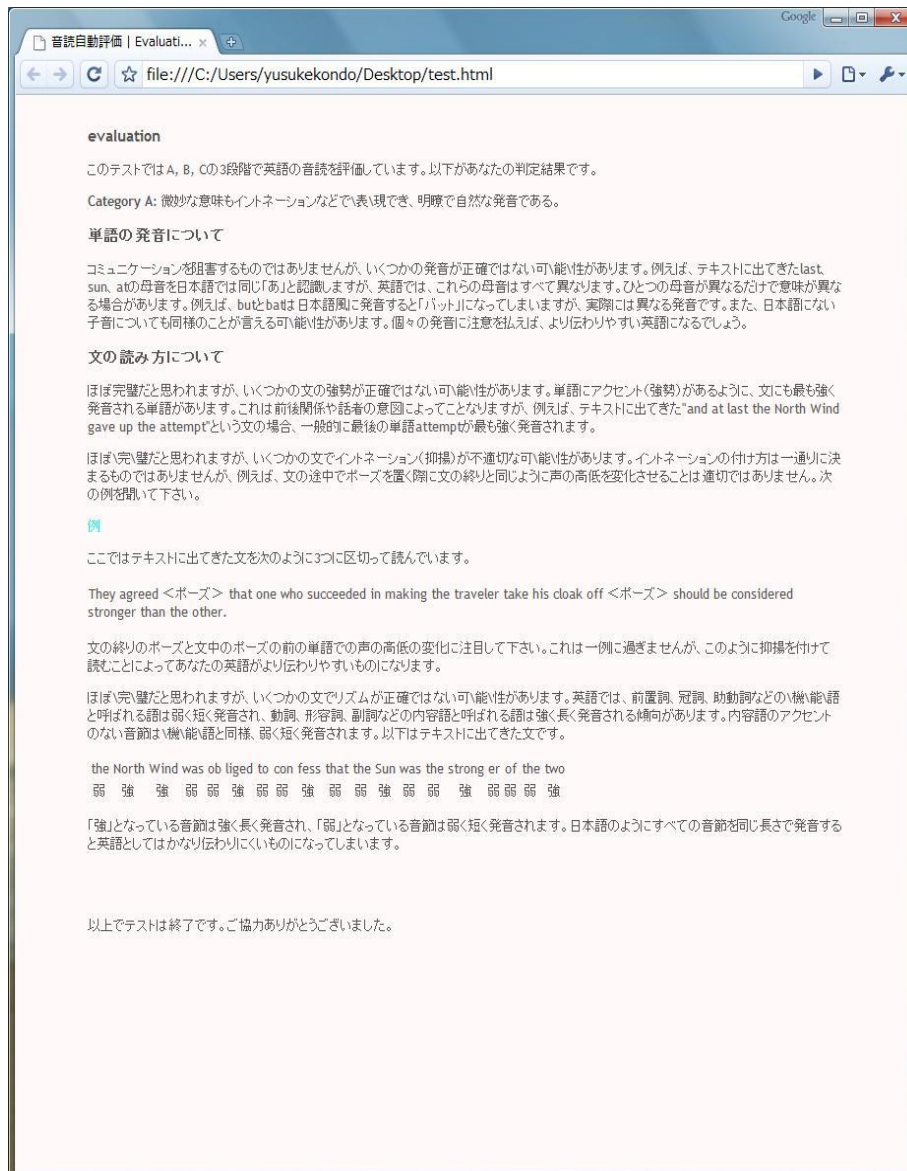 Google
音読自動評価 | Evaluati...
file:///C:/Users/yusukekondo/Desktop/test.html
evaluation
このテストではA, B, Cの3段階で英語の音読を評価しています。以下があなたの判定結果です。
Category A: 微妙な意味もイントネーションなどで\表\現でき、明瞭で自然な発音である。
単語の発音について
コミュニケーションを阻害するものではありませんが、いくつかの発音が正確ではない可\能\性があります。例えば、テキストに出てきたlast,
sun, atの母音を日本語では同じ「あ」と認識しますが、英語では、これらの母音はすべて異なります。ひとつの母音が異なるだけで意味が異な
る場合があります。例えば、butとbatは日本語風に発音すると「バット」になってしまいますが、実際には異なる発音です。また、日本語にない
子音についても同様のことが言える可\能\性があります。個々の発音に注意を払えば、より伝わりやすい英語になるでしょう。
文の読み方について
ほぼ完璧だと思われますが、いくつかの文の強勢が正確ではない可\能\性があります。単語にアクセント(強勢)があるように、文にも最も強く
発音される単語があります。これは前後関係や話者の意図によってことなりますが、例えば、テキストに出てきた"and at last the North Wind
gave up the attempt"という文の場合、一般的に最後の単語attemptが最も強く発音されます。
ほぼ\完\璧だと思われますが、いくつかの文でイントネーション(抑揚)が不適切な可\能\性があります。イントネーションの付け方は一通りに決
まるものではありませんが、例えば、文の途中でポーズを置く際に文の終りと同じように声の高低を変化させることは適切ではありません。次
の例を聞いて下さい。
例
ここではテキストに出てきた文を次のように3つに区切って読んでいます。
They agreed <ポーズ> that one who succeeded in making the traveler take his cloak off <ポーズ> should be considered
stronger than the other.
文の終りのポーズと文中のポーズの前の単語での声の高低の変化に注目して下さい。これは一例に過ぎませんが、このように抑揚を付けて
読むことによってあなたの英語がより伝わりやすいものになります。
ほぼ\完\璧だと思われますが、いくつかの文でリズムが正確ではない可\能\性があります。英語では、前置詞、冠詞、助動詞などの\機\能\語
と呼ばれる語は弱く短く発音され、動詞、形容詞、副詞などの内容語と呼ばれる語は強く長く発音される傾向があります。内容語のアクセント
のない音節は\機\能\語と同様、弱く短く発音されます。以下はテキストに出てきた文です。
the North Wind was ob liged to con fess that the Sun was the strong er of the two
弱 強 強 弱 弱 強 弱 弱 強 弱 弱 強 弱 弱 強 弱 弱 弱 強
「強」となっている音節は強く長く発音され、「弱」となっている音節は弱く短く発音されます。日本語のようにすべての音節を同じ長さで発音する
と英語としてはかなり伝わりにくいものになってしまいます。
以上でテストは終了です。ご協力ありがとうございました。